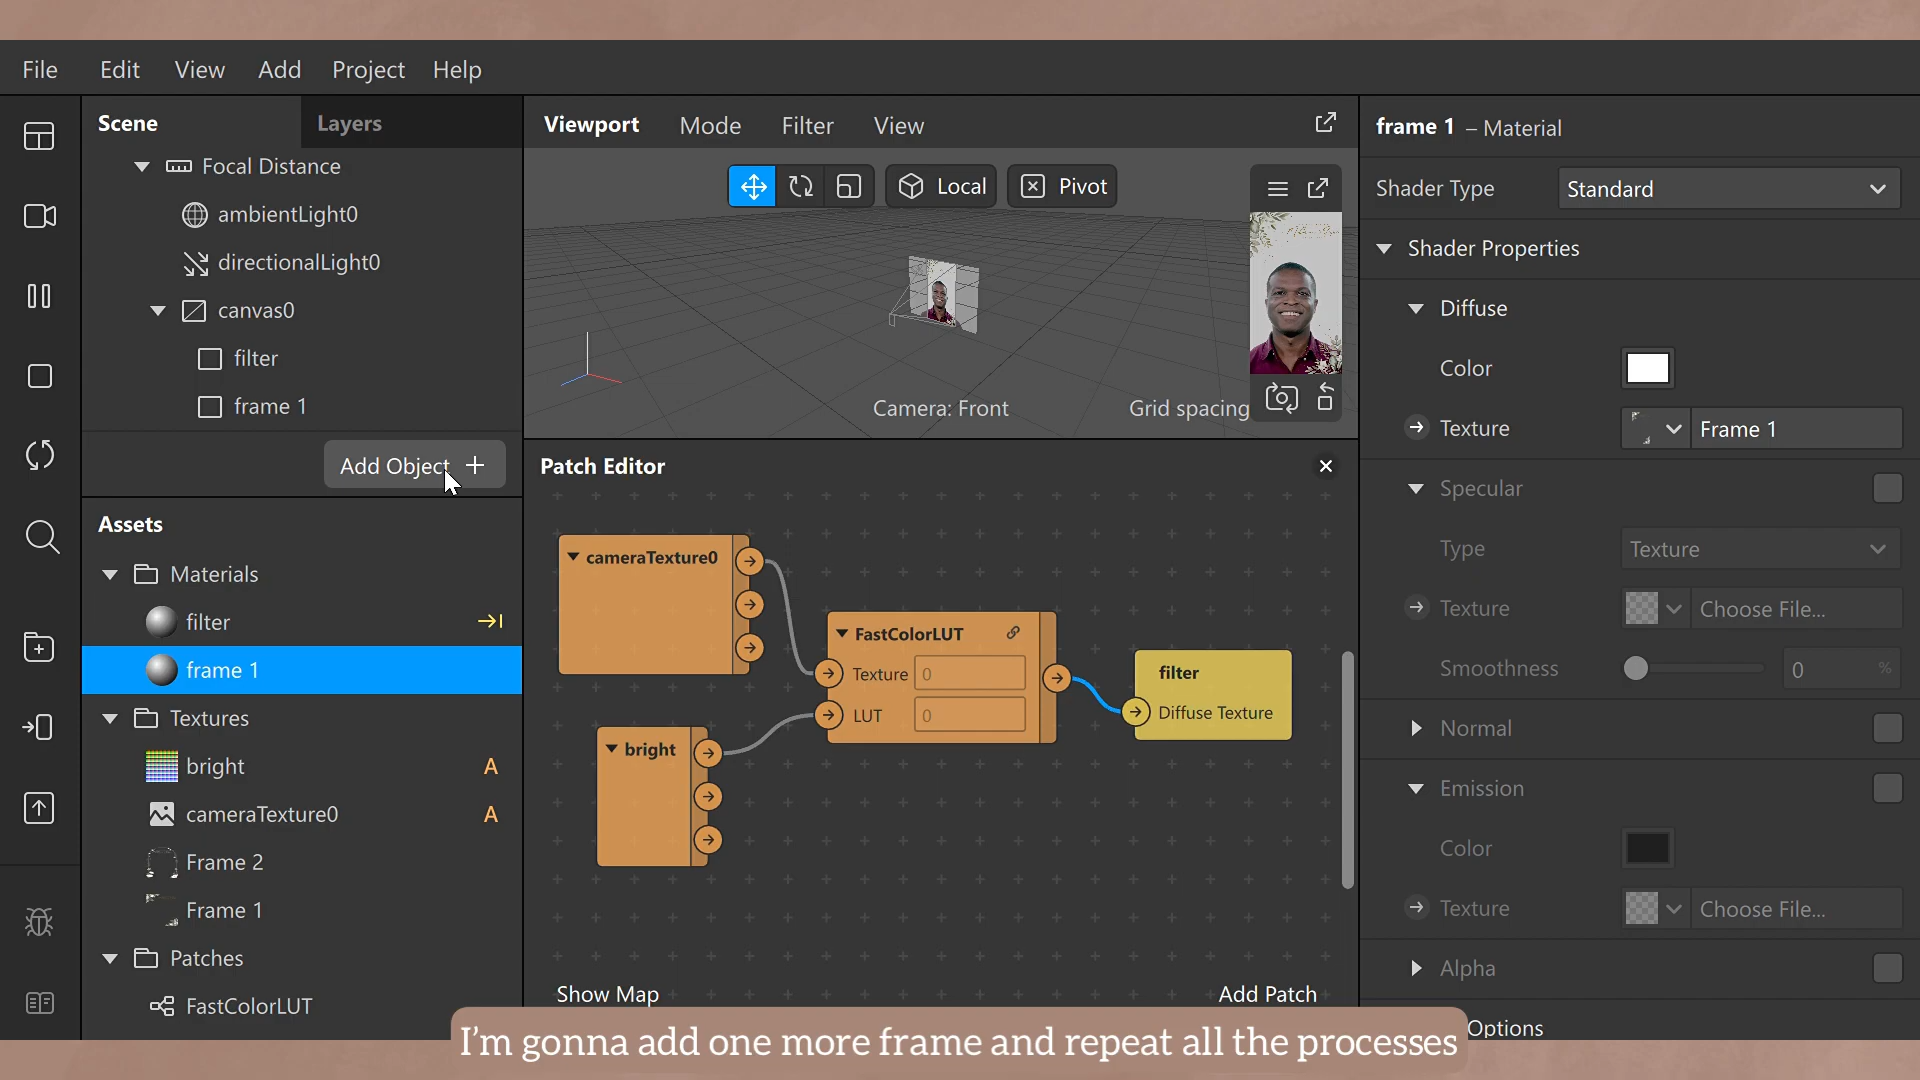 File Edit View Add Project Help
Scene Layers
Focal Distance
ambientLight0
directionalLight0
canvas0
filter
frame 1
Add Object +
Assets
Materials
filter
frame 1
Textures
bright A
cameraTexture0 A
Frame 2
Frame 1
Patches
FastColorLUT
Viewport Mode Filter View
Local Pivot
Camera: Front Grid spacing
Patch Editor
cameraTexture0
FastColorLUT
Texture 0
LUT 0
filter
Diffuse Texture
bright
Show Map Add Patch
frame 1 – Material
Shader Type Standard
Shader Properties
Diffuse
Color
Texture Frame 1
Specular
Type Texture
Texture Choose File...
Smoothness 0 %
Normal
Emission
Color
Texture Choose File...
Alpha
Options
I'm gonna add one more frame and repeat all the processes